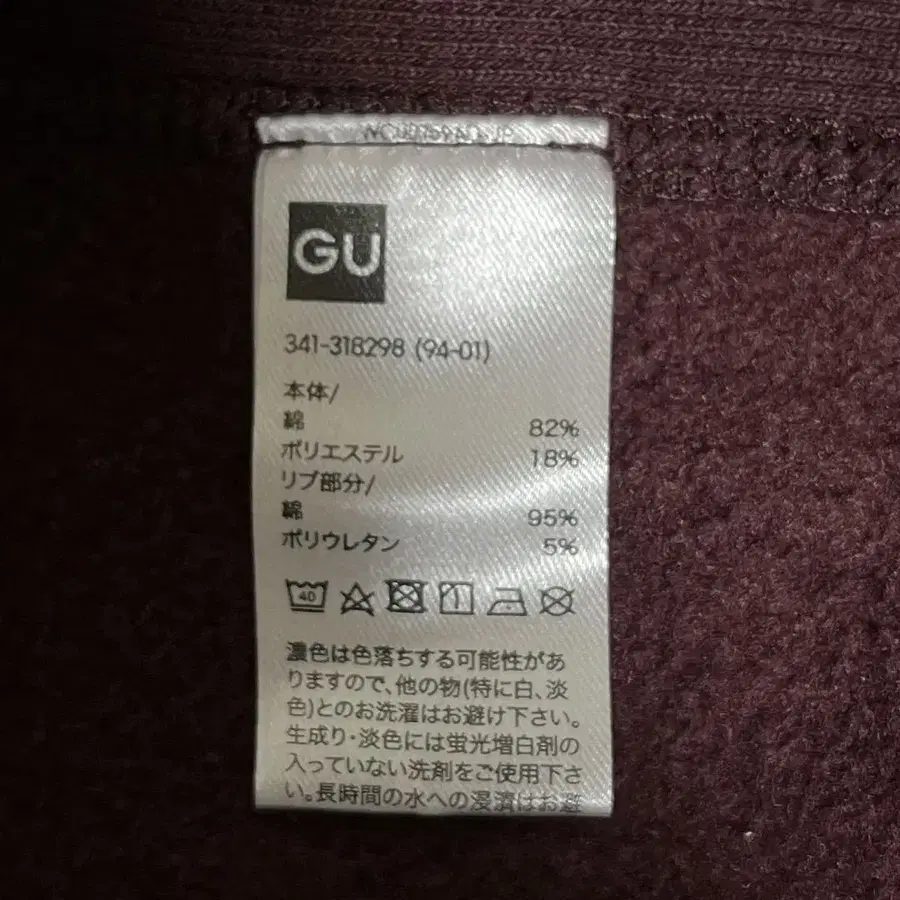 GU
341-318298 (94-01)
本体/
綿 82%
ポリエステル 18%
リブ部分/
綿 95%
ポリウレタン 5%
40
濃色は色落ちする可能性があ
りますので、他の物(特に白、淡
色)とのお洗濯はお避け下さい。
生成り・淡色には蛍光増白剤の
入っていない洗剤をご使用下さ
い。長時間の水への浸漬はお避